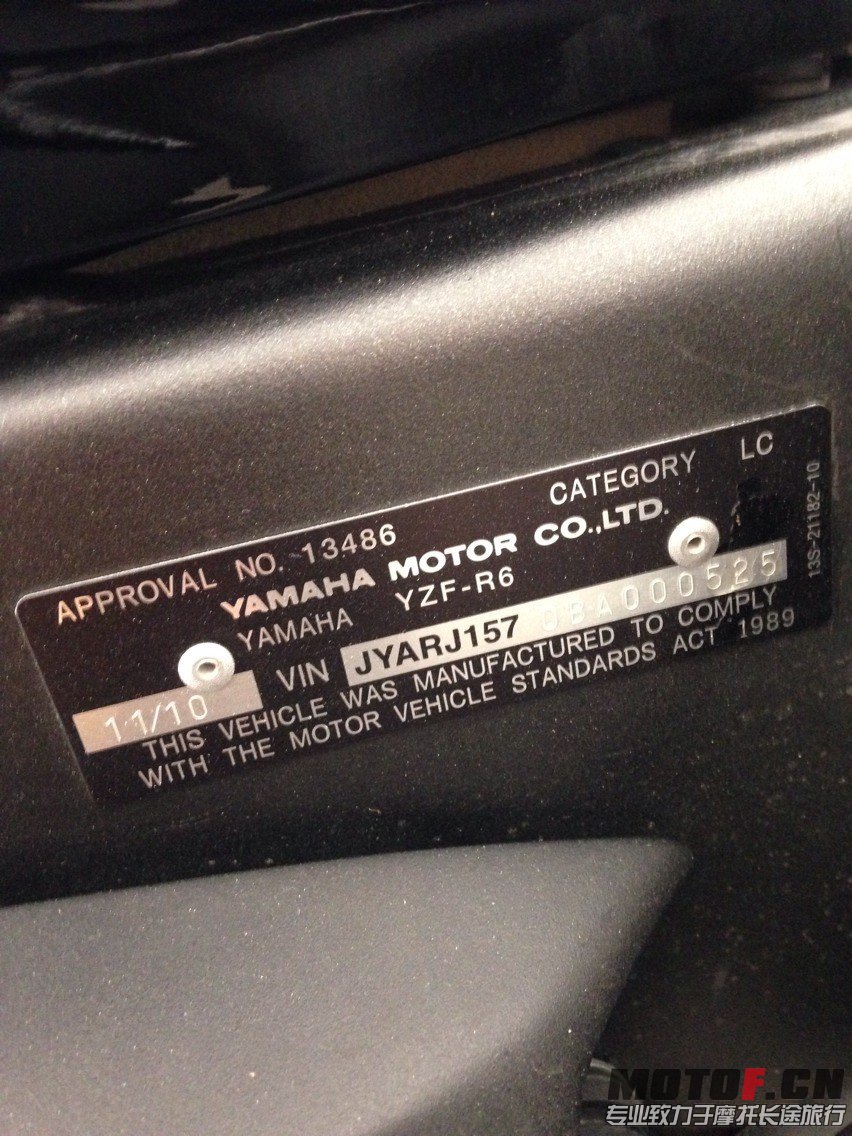 APPROVAL NO. 13486 CATEGORY LC
YAMAHA MOTOR CO.,LTD.
YAMAHA YZF-R6
11/10 VIN JYARJ1570BA000525
THIS VEHICLE WAS MANUFACTURED TO COMPLY
WITH THE MOTOR VEHICLE STANDARDS ACT 1989
13S-21182-10
MOTOF.CN
专业致力于摩托长途旅行